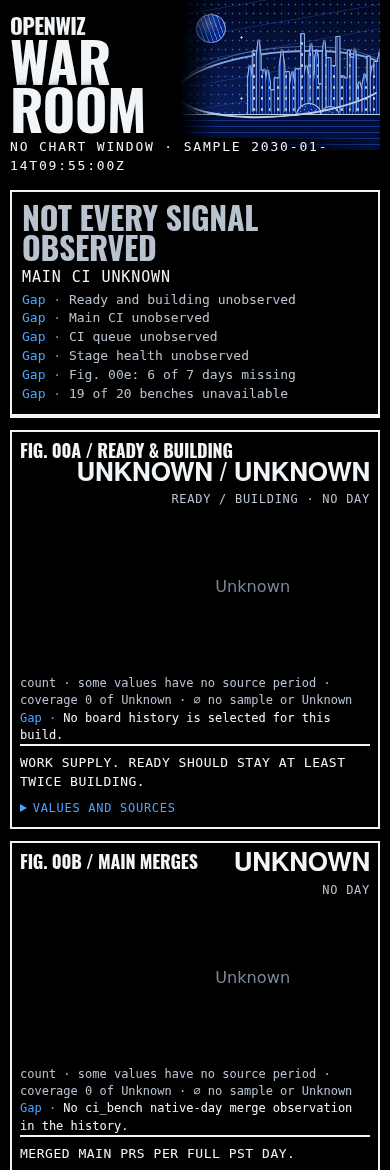 OPENWIZ
WAR
ROOM
NO CHART WINDOW · SAMPLE 2030-01-
14T09:55:00Z
NOT EVERY SIGNAL
OBSERVED
MAIN CI UNKNOWN
Gap · Ready and building unobserved
Gap · Main CI unobserved
Gap · CI queue unobserved
Gap · Stage health unobserved
Gap · Fig. 00e: 6 of 7 days missing
Gap · 19 of 20 benches unavailable
FIG. 00A / READY & BUILDING
UNKNOWN / UNKNOWN
READY / BUILDING · NO DAY
Unknown
count · some values have no source period ·
coverage 0 of Unknown · ∅ no sample or Unknown
Gap · No board history is selected for this
build.
WORK SUPPLY. READY SHOULD STAY AT LEAST
TWICE BUILDING.
▶ VALUES AND SOURCES
FIG. 00B / MAIN MERGES UNKNOWN
NO DAY
Unknown
count · some values have no source period ·
coverage 0 of Unknown · ∅ no sample or Unknown
Gap · No ci_bench native-day merge observation
in the history.
MERGED MAIN PRS PER FULL PST DAY.